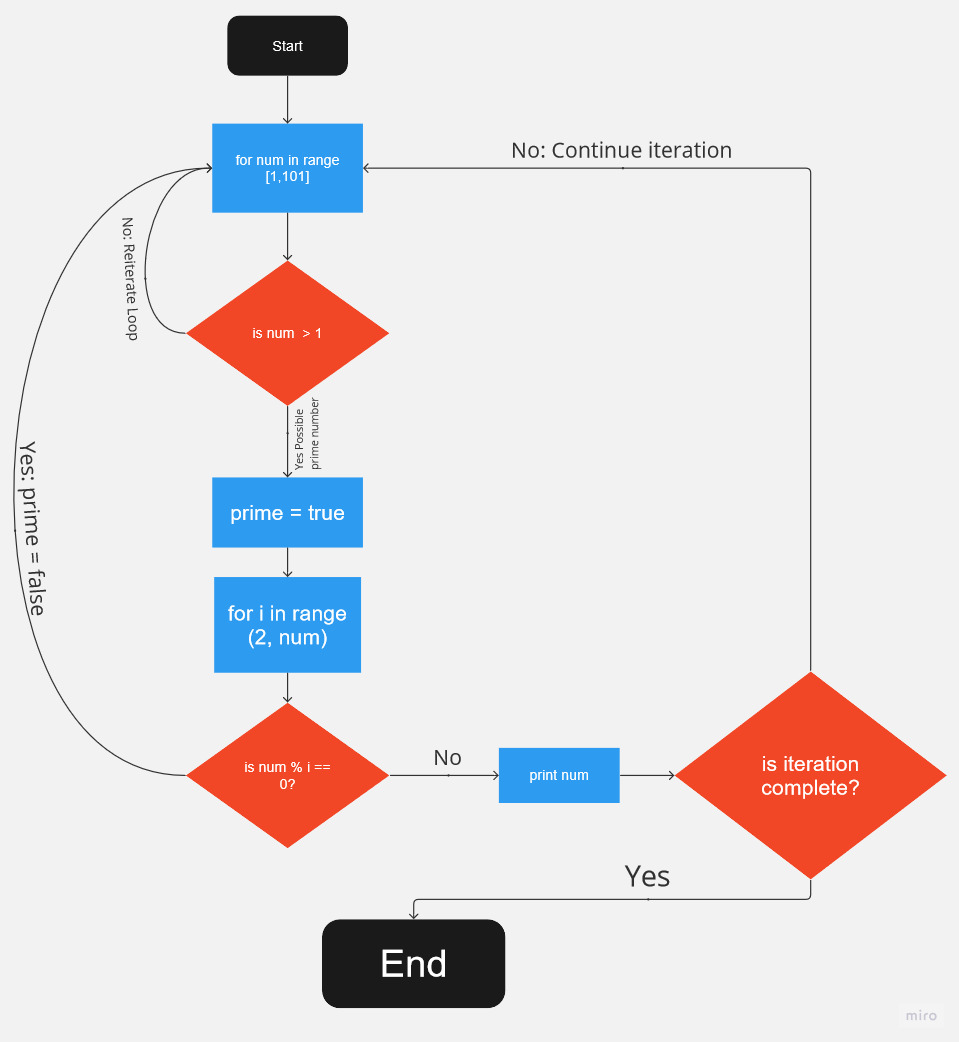 Start
for num in range
[1,101]
No: Continue iteration
No: Reiterate Loop
is num > 1
Yes Possible
prime number
prime = true
Yes: prime = false
for i in range
(2, num)
is num % i ==
0?
No
print num
is iteration
complete?
Yes
End
miro